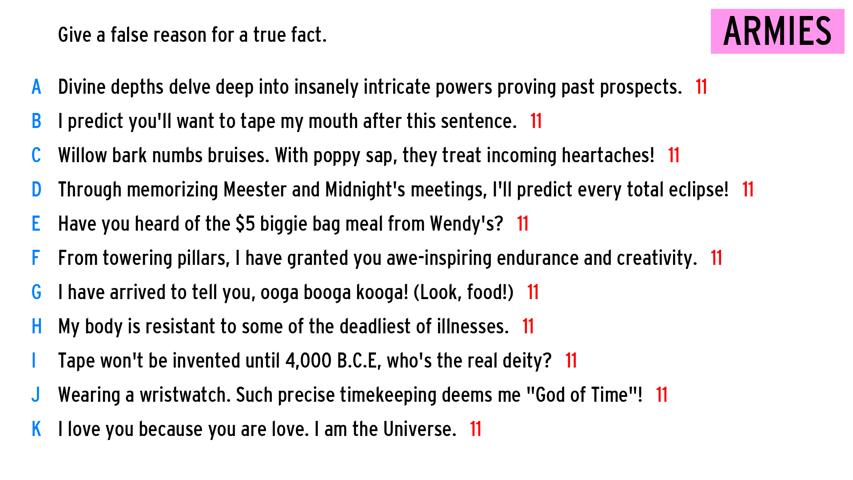 Give a false reason for a true fact.
ARMIES
A Divine depths delve deep into insanely intricate powers proving past prospects. 11
B I predict you'll want to tape my mouth after this sentence. 11
C Willow bark numbs bruises. With poppy sap, they treat incoming heartaches! 11
D Through memorizing Meester and Midnight's meetings, I'll predict every total eclipse! 11
E Have you heard of the $5 biggie bag meal from Wendy's? 11
F From towering pillars, I have granted you awe-inspiring endurance and creativity. 11
G I have arrived to tell you, ooga booga kooga! (Look, food!) 11
H My body is resistant to some of the deadliest of illnesses. 11
I Tape won't be invented until 4,000 B.C.E, who's the real deity? 11
J Wearing a wristwatch. Such precise timekeeping deems me "God of Time"! 11
K I love you because you are love. I am the Universe. 11